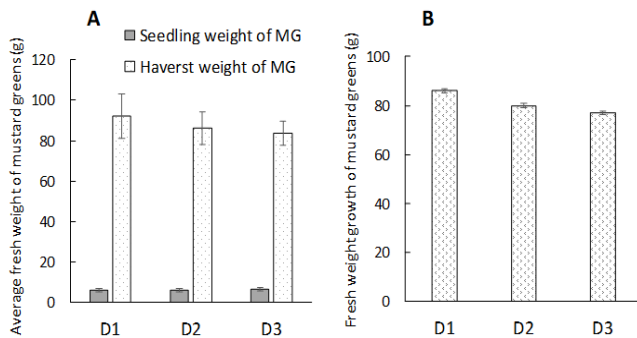 A
Seedling weight of MG
Haverst weight of MG
Average fresh weight of mustard greens (g)
120
100
80
60
40
20
0
D1 D2 D3
B
Fresh weight growth of mustard greens (g)
100
80
60
40
20
0
D1 D2 D3